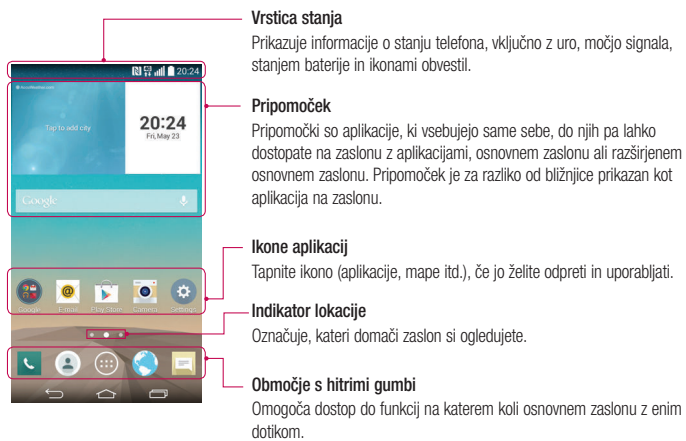 Vrstica stanja
Prikazuje informacije o stanju telefona, vključno z uro, močjo signala,
stanjem baterije in ikonami obvestil.
20:24
AccuWeather.com
Tap to add city
20:24
Fri, May 23
Google
Pripomoček
Pripomočki so aplikacije, ki vsebujejo same sebe, do njih pa lahko
dostopate na zaslonu z aplikacijami, osnovnem zaslonu ali razširjenem
osnovnem zaslonu. Pripomoček je za razliko od bližnjice prikazan kot
aplikacija na zaslonu.
Google E-mail Play Store Camera Settings
Ikone aplikacij
Tapnite ikono (aplikacije, mape itd.), če jo želite odpreti in uporabljati.
Indikator lokacije
Označuje, kateri domači zaslon si ogledujete.
Območje s hitrimi gumbi
Omogoča dostop do funkcij na katerem koli osnovnem zaslonu z enim
dotikom.